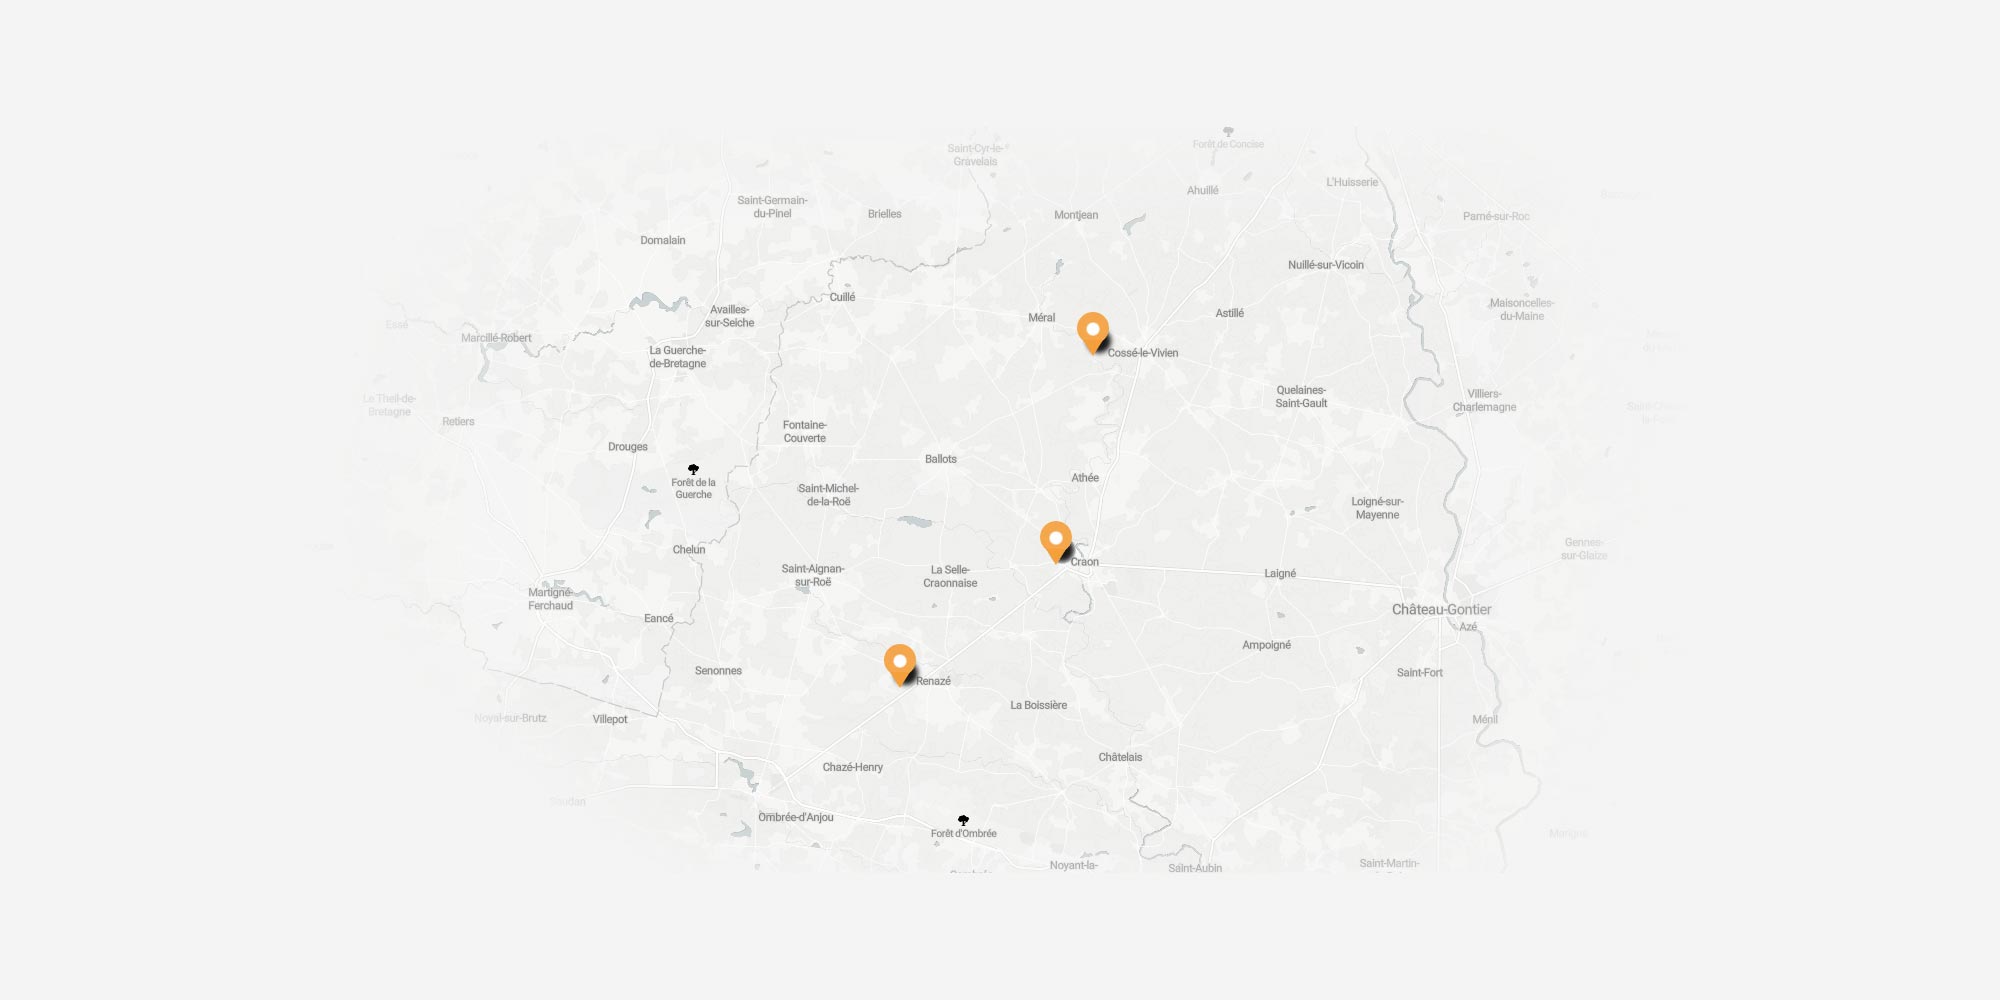 Forêt de Concise
Saint-Cyr-le-
Gravelais
L'Huisserie
Ahuillé
Saint-Germain-
du-Pinel
Brielles
Montjean
Parné-sur-Roc
Domalain
Nuillé-sur-Vicoin
Cuillé
Maisoncelles-
du-Maine
Availles-
sur-Seiche
Méral
Astillé
Essé
Marcillé-Robert
La Guerche-
de-Bretagne
Cossé-le-Vivien
Quelaines-
Saint-Gault
Villiers-
Charlemagne
Le Theil-de-
Bretagne
Retiers
Fontaine-
Couverte
Drouges
Ballots
Athée
Forêt de la
Guerche
Saint-Michel-
de-la-Roë
Loigné-sur-
Mayenne
Chelun
Gennes-
sur-Glaize
Craon
Saint-Aignan-
sur-Roë
La Selle-
Craonnaise
Laigné
Martigné-
Ferchaud
Château-Gontier
Eancé
Azé
Ampoigné
Senonnes
Saint-Fort
Renazé
La Boissière
Noyal-sur-Brutz
Villepot
Ménil
Châtelais
Chazé-Henry
Soudan
Ombrée-d'Anjou
Forêt d'Ombrée
Marigné
Noyant-la-
Saint-Aubin
Saint-Martin-